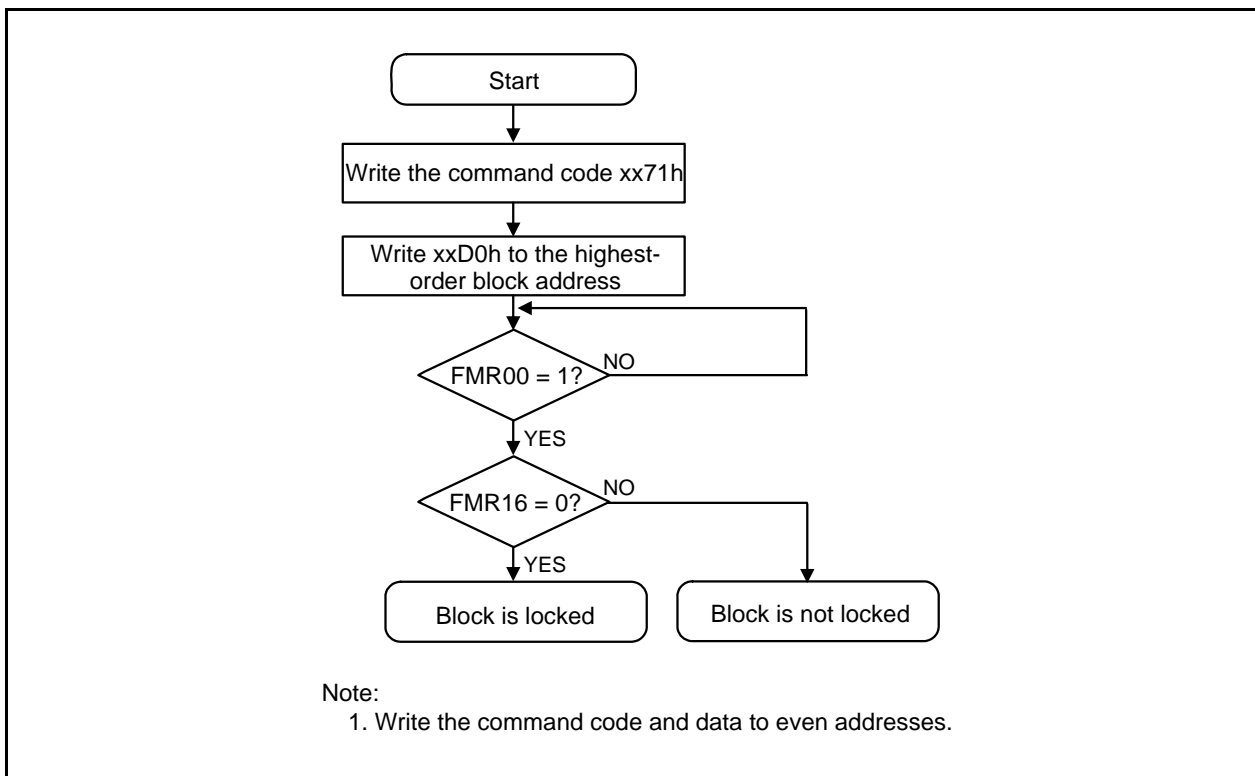 Start
Write the command code xx71h
Write xxD0h to the highest-
order block address
FMR00 = 1?
NO
YES
FMR16 = 0?
NO
YES
Block is locked
Block is not locked
Note:
1. Write the command code and data to even addresses.